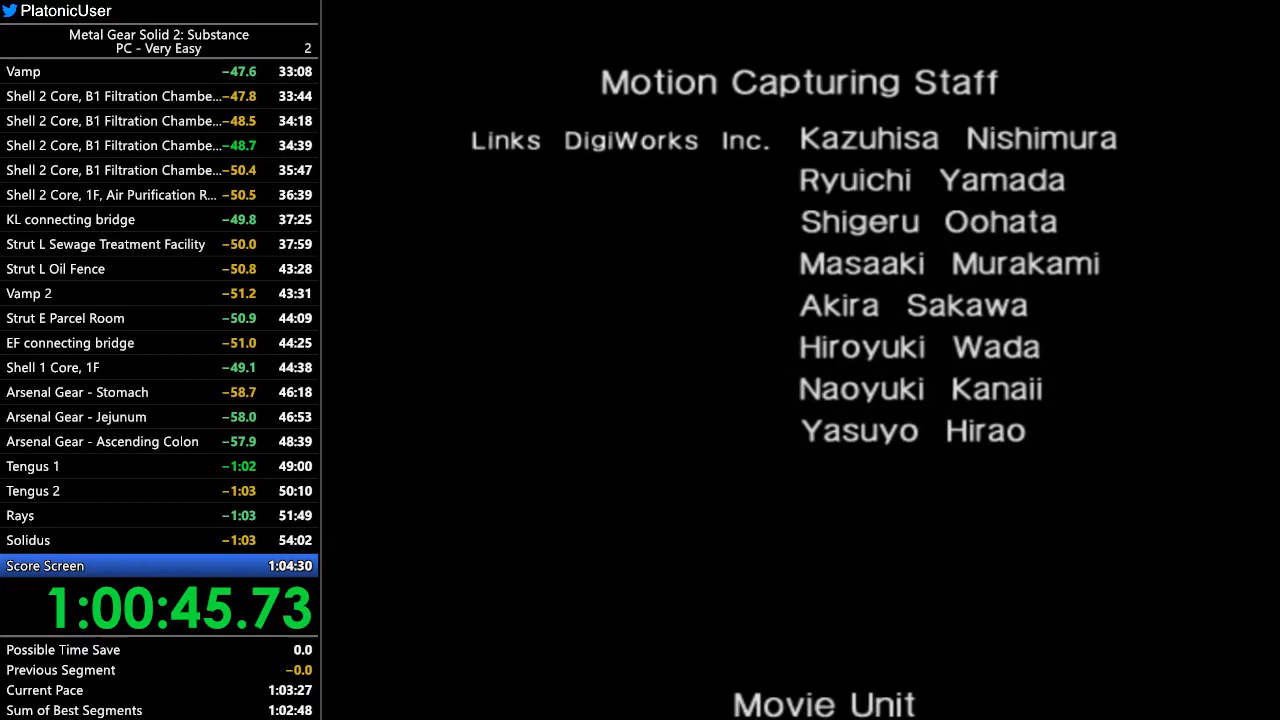 PlatonicUser
Metal Gear Solid 2: Substance
PC - Very Easy 2
Vamp −47.6 33:08
Shell 2 Core, B1 Filtration Chambe... −47.8 33:44
Shell 2 Core, B1 Filtration Chambe... −48.5 34:18
Shell 2 Core, B1 Filtration Chambe... −48.7 34:39
Shell 2 Core, B1 Filtration Chambe... −50.4 35:47
Shell 2 Core, 1F, Air Purification R... −50.5 36:39
KL connecting bridge −49.8 37:25
Strut L Sewage Treatment Facility −50.0 37:59
Strut L Oil Fence −50.8 43:28
Vamp 2 −51.2 43:31
Strut E Parcel Room −50.9 44:09
EF connecting bridge −51.0 44:25
Shell 1 Core, 1F −49.1 44:38
Arsenal Gear - Stomach −58.7 46:18
Arsenal Gear - Jejunum −58.0 46:53
Arsenal Gear - Ascending Colon −57.9 48:39
Tengus 1 −1:02 49:00
Tengus 2 −1:03 50:10
Rays −1:03 51:49
Solidus −1:03 54:02
Score Screen 1:04:30
1:00:45.73
Possible Time Save 0.0
Previous Segment −0.0
Current Pace 1:03:27
Sum of Best Segments 1:02:48
Motion Capturing Staff
Links DigiWorks Inc. Kazuhisa Nishimura
Ryuichi Yamada
Shigeru Oohata
Masaaki Murakami
Akira Sakawa
Hiroyuki Wada
Naoyuki Kanaii
Yasuyo Hirao
Movie Unit